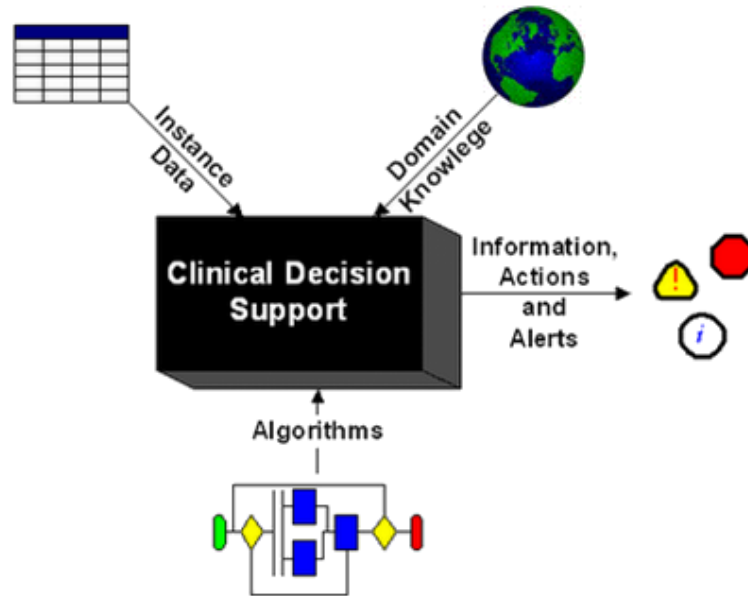 Instance
Data
Domain
Knowlege
Clinical Decision
Support
Information,
Actions
and
Alerts
!
i
Algorithms